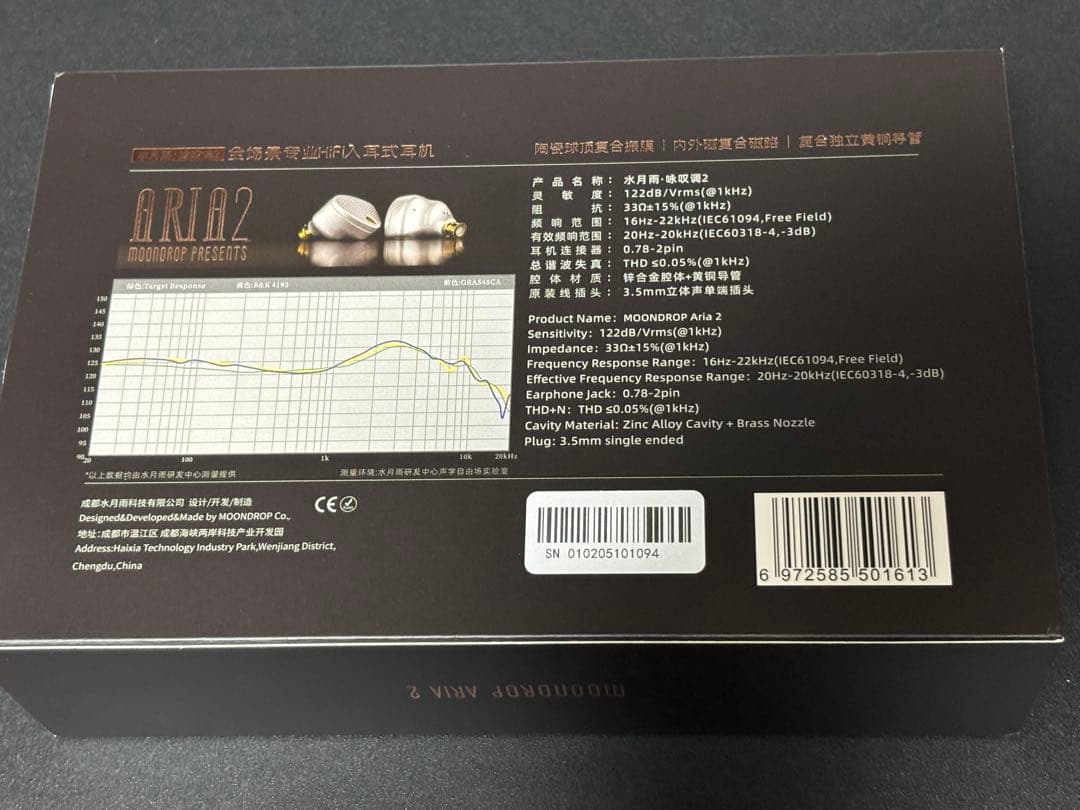 全场景专业HiFi入耳式耳机
陶瓷球顶复合振膜 | 内外磁复合磁路 | 复合独立黄铜导管
ARIA2
MOONDROP PRESENTS
绿色:Target Response 黄色:B&K 4195 紫色:GRAS45CA
150
145
140
135
130
125
120
115
110
105
100
95
90
20 100 1k 10k 20kHz
*以上数据均由水月雨研发中心测量提供 测量环境:水月雨研发中心声学自由场实验室
产品名称：水月雨·咏叹调2
灵敏度：122dB/Vrms(@1kHz)
阻抗：33Ω±15%(@1kHz)
频响范围：16Hz-22kHz(IEC61094,Free Field)
有效频响范围：20Hz-20kHz(IEC60318-4,-3dB)
耳机连接器：0.78-2pin
总谐波失真：THD ≤0.05%(@1kHz)
腔体材质：锌合金腔体+黄铜导管
原装线插头：3.5mm立体声单端插头
Product Name: MOONDROP Aria 2
Sensitivity: 122dB/Vrms(@1kHz)
Impedance: 33Ω±15%(@1kHz)
Frequency Response Range: 16Hz-22kHz(IEC61094,Free Field)
Effective Frequency Response Range: 20Hz-20kHz(IEC60318-4,-3dB)
Earphone Jack: 0.78-2pin
THD+N: THD ≤0.05%(@1kHz)
Cavity Material: Zinc Alloy Cavity + Brass Nozzle
Plug: 3.5mm single ended
成都水月雨科技有限公司 设计/开发/制造
Designed&Developed&Made by MOONDROP Co.,
地址:成都市温江区 成都海峡两岸科技产业开发园
Address:Haixia Technology Industry Park,Wenjiang District,
Chengdu,China
CE
SN 010205101094
6 972585 501613
MOONDROP ARIA 2